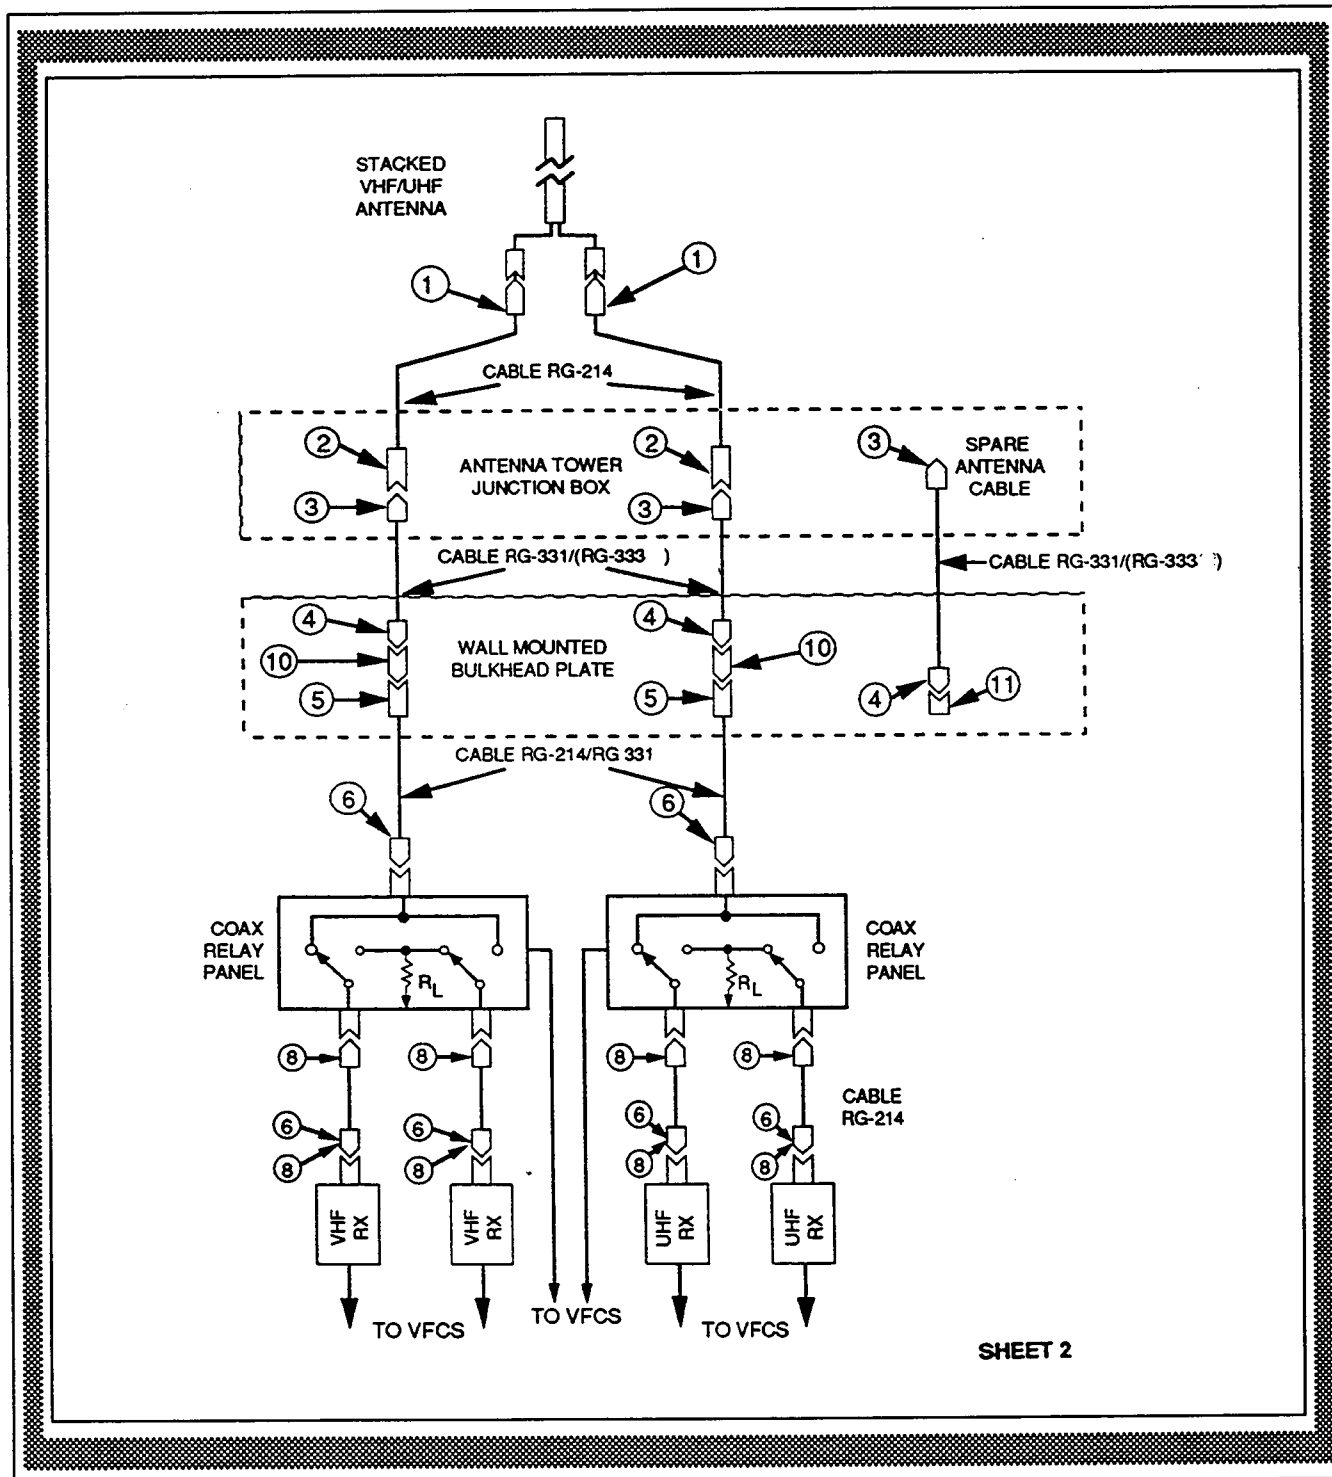 STACKED
VHF/UHF
ANTENNA
1
1
CABLE RG-214
2
2
3
ANTENNA TOWER
JUNCTION BOX
SPARE
ANTENNA
CABLE
3
3
CABLE RG-331/(RG-333 )
CABLE RG-331/(RG-333 )
4
4
WALL MOUNTED
BULKHEAD PLATE
10
10
5
5
4
11
CABLE RG-214/RG 331
6
6
COAX
RELAY
PANEL
RL
RL
COAX
RELAY
PANEL
8
8
8
8
CABLE
RG-214
6
6
6
6
8
8
8
8
VHF
RX
VHF
RX
UHF
RX
UHF
RX
TO VFCS
TO VFCS
TO VFCS
SHEET 2